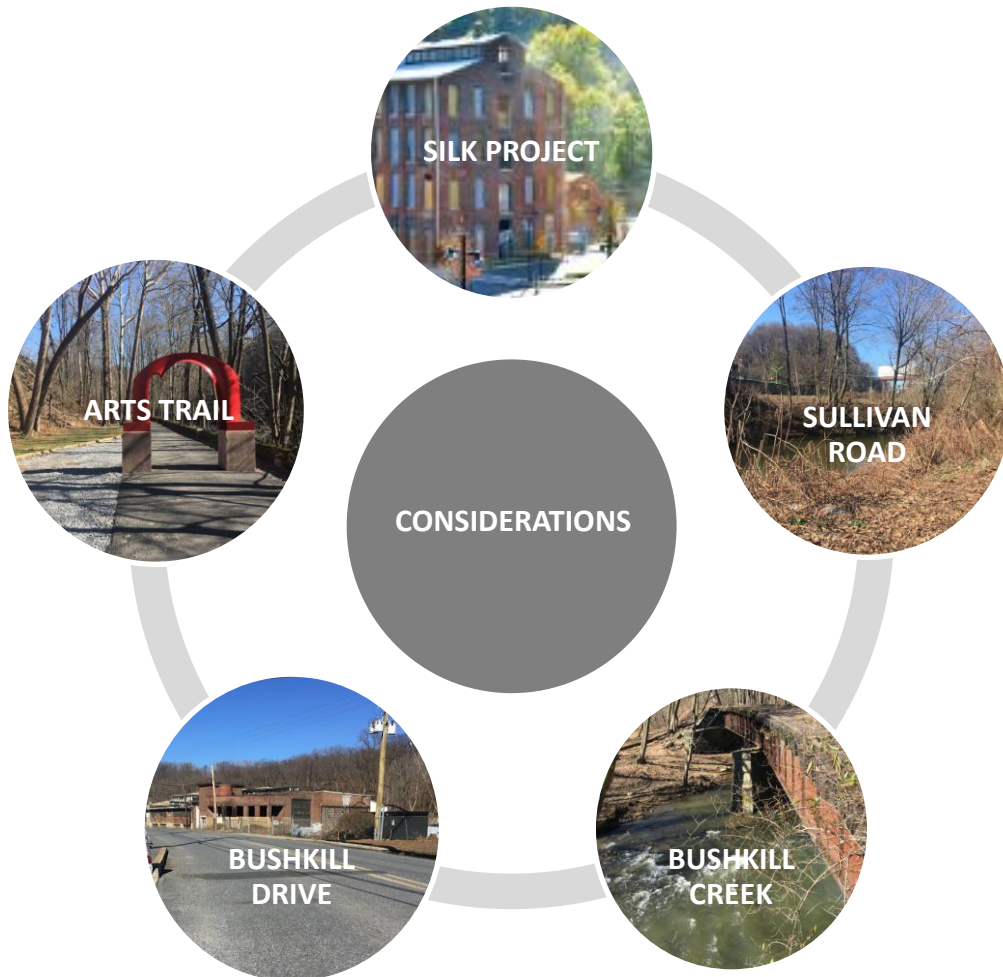 SILK PROJECT
ARTS TRAIL
SULLIVAN
ROAD
CONSIDERATIONS
BUSHKILL
DRIVE
BUSHKILL
CREEK